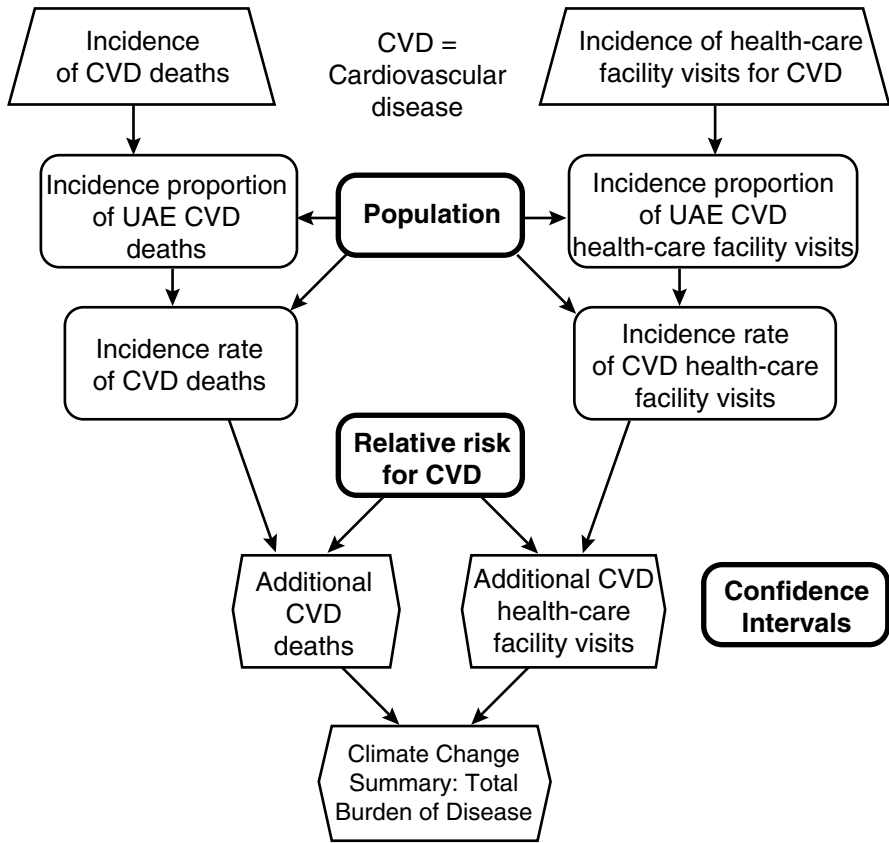 Incidence
of CVD deaths
CVD =
Cardiovascular
disease
Incidence of health-care
facility visits for CVD
Incidence proportion
of UAE CVD
deaths
Population
Incidence proportion
of UAE CVD
health-care facility visits
Incidence rate
of CVD deaths
Incidence rate
of CVD health-care
facility visits
Relative risk
for CVD
Additional
CVD
deaths
Additional CVD
health-care
facility visits
Confidence
Intervals
Climate Change
Summary: Total
Burden of Disease